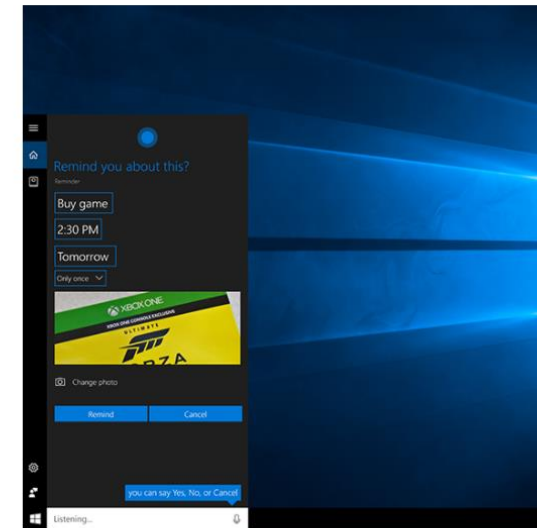 Remind you about this?
Reminder
Buy game
2:30 PM
Tomorrow
Only once
XBOX ONE
XBOX ONE CONSOLE EXCLUSIVE
ULTIMATE
FORZA
Change photo
Remind
Cancel
you can say Yes, No, or Cancel
Listening...